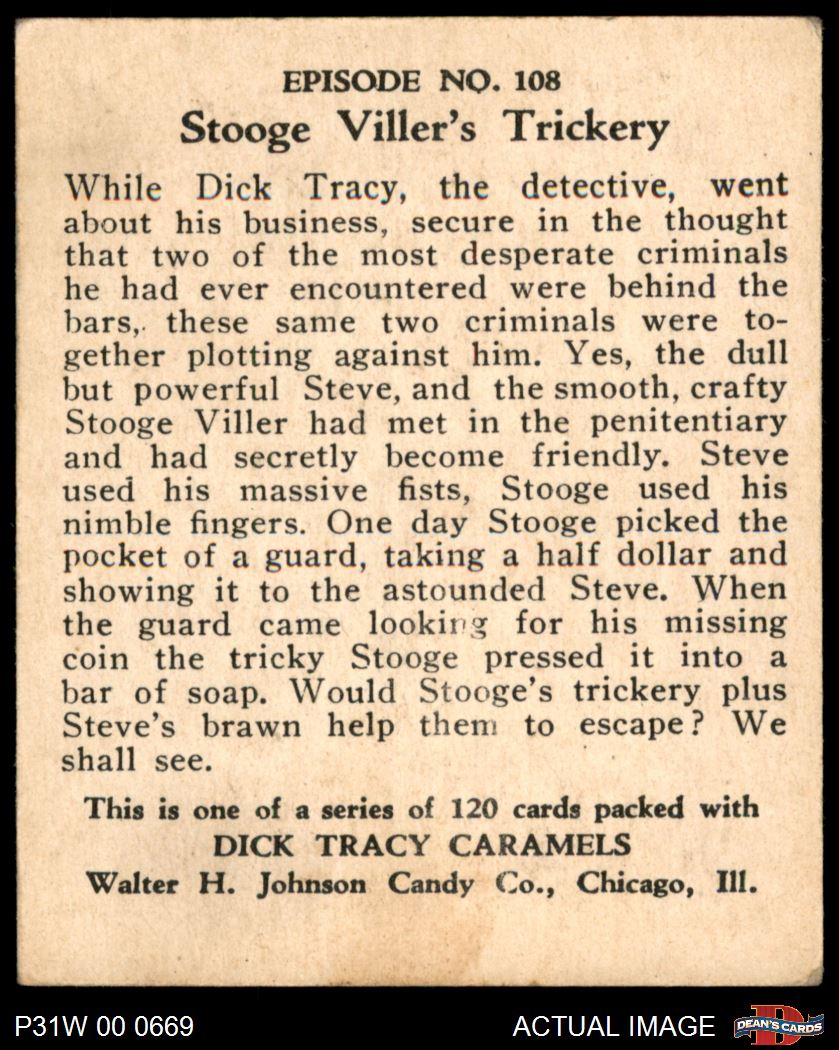 EPISODE NO. 108
Stooge Viller's Trickery
While Dick Tracy, the detective, went
about his business, secure in the thought
that two of the most desperate criminals
he had ever encountered were behind the
bars, these same two criminals were to-
gether plotting against him. Yes, the dull
but powerful Steve, and the smooth, crafty
Stooge Viller had met in the penitentiary
and had secretly become friendly. Steve
used his massive fists, Stooge used his
nimble fingers. One day Stooge picked the
pocket of a guard, taking a half dollar and
showing it to the astounded Steve. When
the guard came looking for his missing
coin the tricky Stooge pressed it into a
bar of soap. Would Stooge's trickery plus
Steve's brawn help them to escape? We
shall see.
This is one of a series of 120 cards packed with
DICK TRACY CARAMELS
Walter H. Johnson Candy Co., Chicago, Ill.
P31W 00 0669
ACTUAL IMAGE
D
DEAN'S CARDS